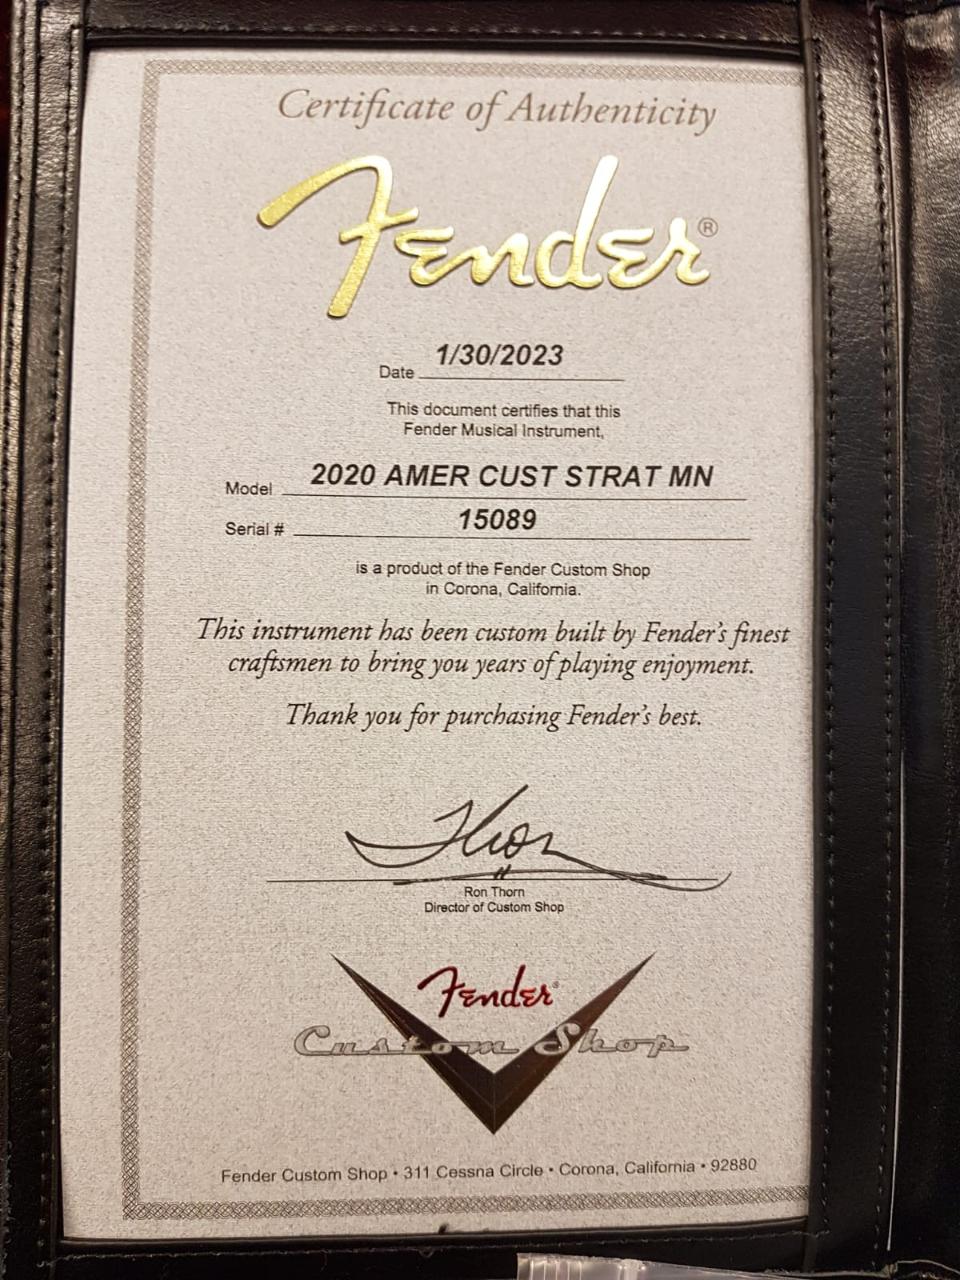 Certificate of Authenticity
Fender®
Date 1/30/2023
This document certifies that this
Fender Musical Instrument,
Model 2020 AMER CUST STRAT MN
Serial # 15089
is a product of the Fender Custom Shop
in Corona, California.
This instrument has been custom built by Fender's finest
craftsmen to bring you years of playing enjoyment.
Thank you for purchasing Fender's best.
Thorn
Ron Thorn
Director of Custom Shop
Fender®
Custom Shop
Fender Custom Shop • 311 Cessna Circle • Corona, California • 92880